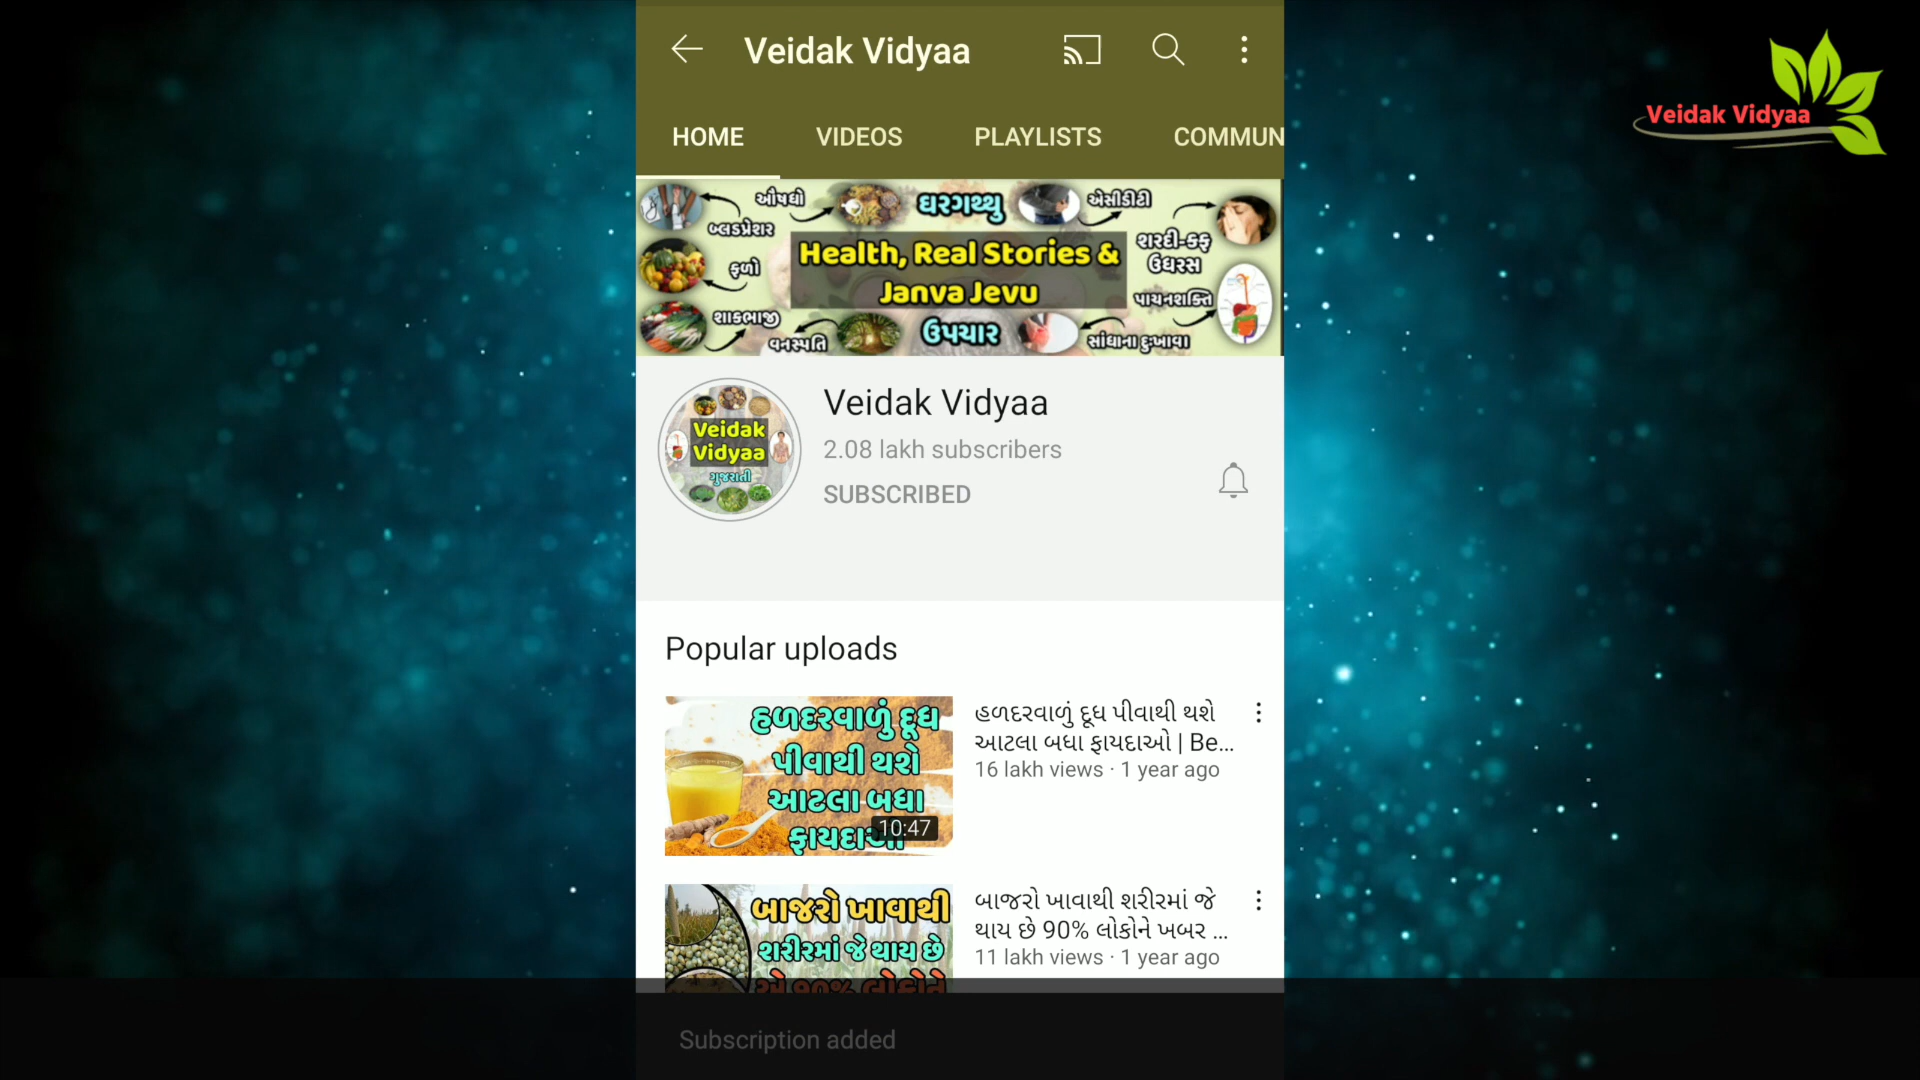 Veidak Vidyaa
Veidak Vidyaa
HOME VIDEOS PLAYLISTS COMMUN
ઔષધો
ઘરગથ્થુ
એસીડીટી
બ્લડપ્રેશર
શરદી-કફ
ઉધરસ
ફળો
Health, Real Stories &
Janva Jevu
પાચનશક્તિ
શાકભાજી
વનસ્પતિ
ઉપચાર
સાંધાના દુઃખાવા
Veidak
Vidyaa
ગુજરાતી
Veidak Vidyaa
2.08 lakh subscribers
SUBSCRIBED
Popular uploads
હળદરવાળું દૂધ
પીવાથી થશે
આટલા બધા
ફાયદાઓ
10:47
હળદરવાળું દૂધ પીવાથી થશે
આટલા બધા ફાયદાઓ | Be...
16 lakh views · 1 year ago
બાજરો ખાવાથી
શરીરમાં જે થાય છે
એ 90% લોકોને
બાજરો ખાવાથી શરીરમાં જે
થાય છે 90% લોકોને ખબર ...
11 lakh views · 1 year ago
Subscription added